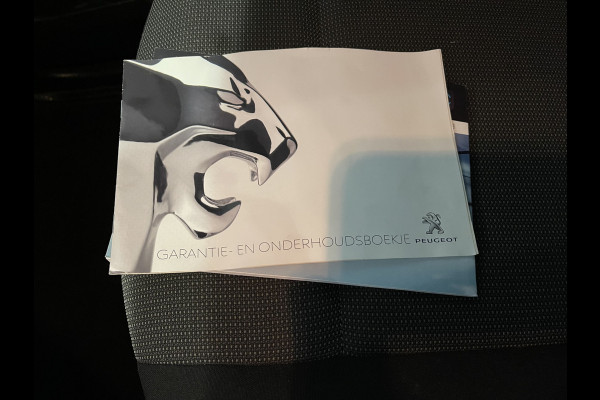 GARANTIE- EN ONDERHOUDSBOEKJE
PEUGEOT